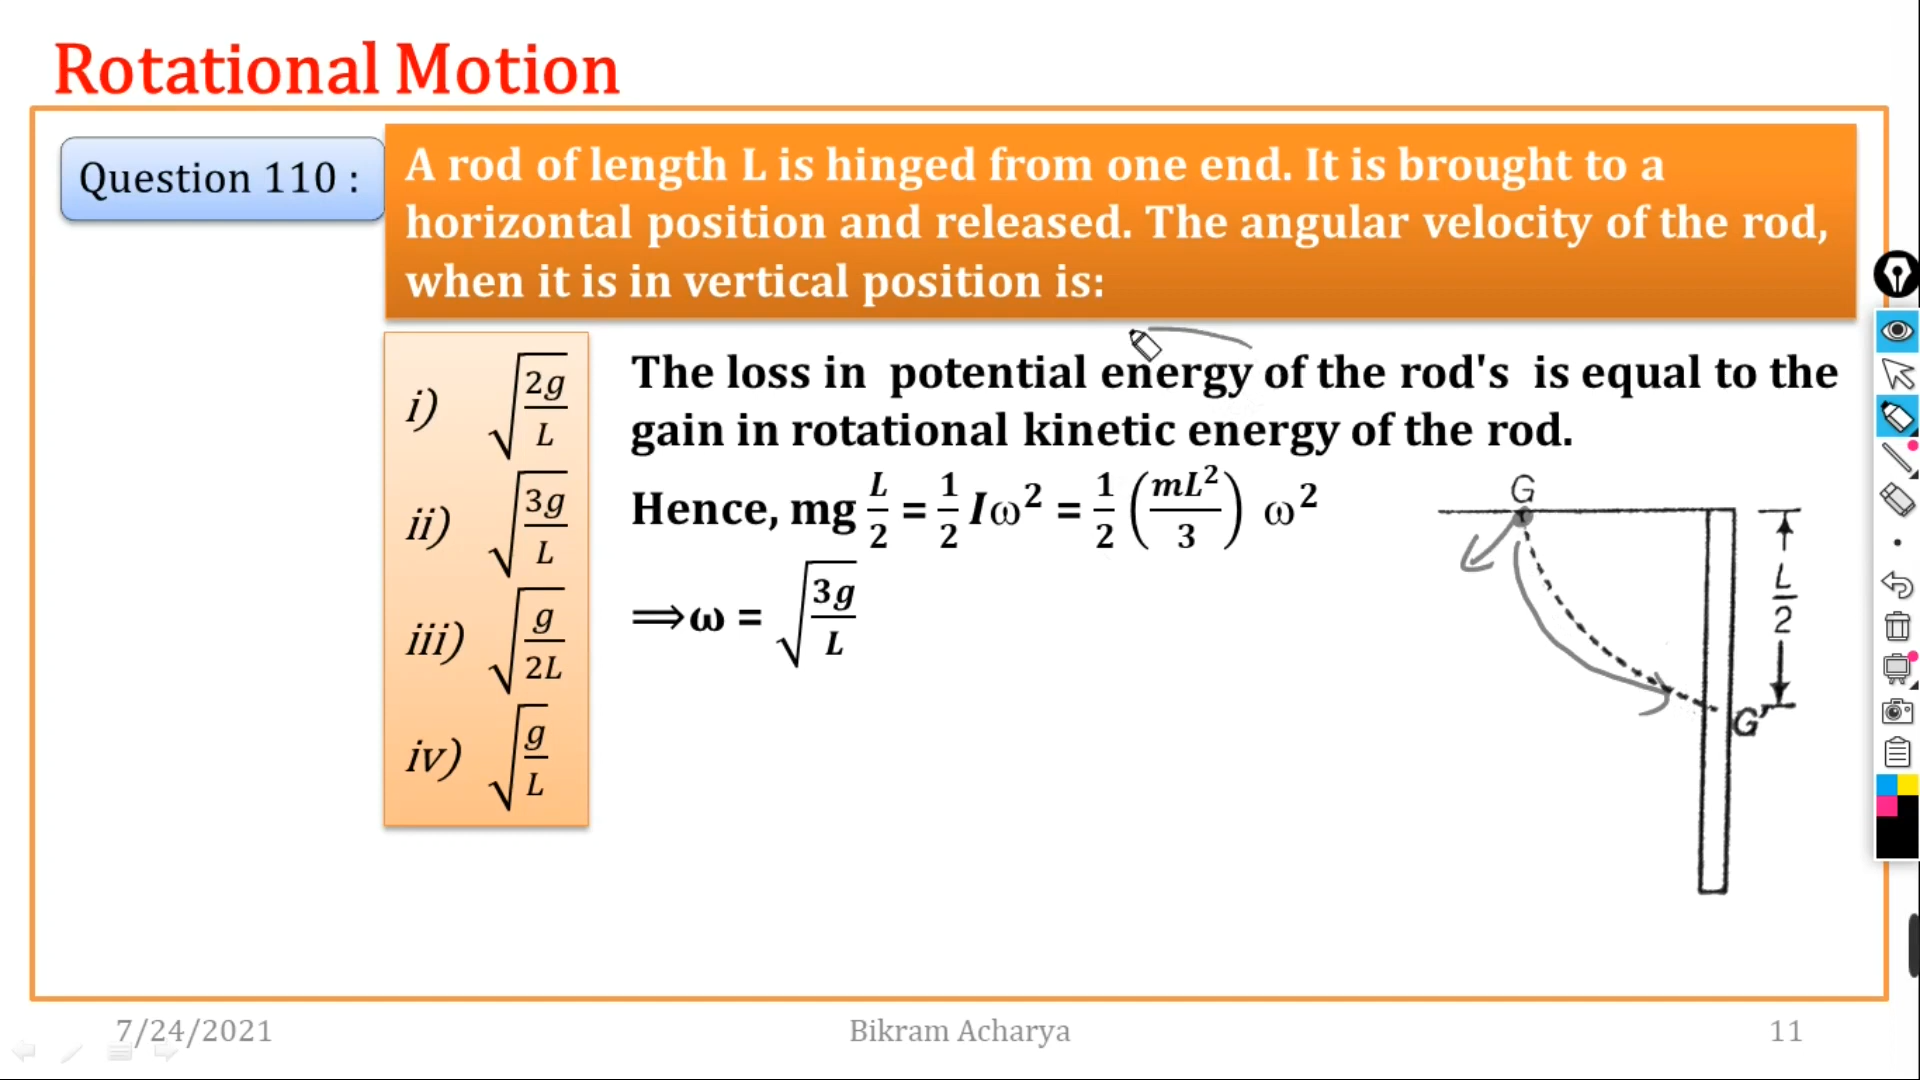 Rotational Motion
Question 110 :
A rod of length L is hinged from one end. It is brought to a
horizontal position and released. The angular velocity of the rod,
when it is in vertical position is:
i) √(2g/L)
ii) √(3g/L)
iii) √(g/2L)
iv) √(g/L)
The loss in potential energy of the rod's is equal to the
gain in rotational kinetic energy of the rod.
Hence, mg L/2 = 1/2 Iω² = 1/2 (mL²/3) ω²
⟹ω = √(3g/L)
G
L/2
G'
7/24/2021
Bikram Acharya
11